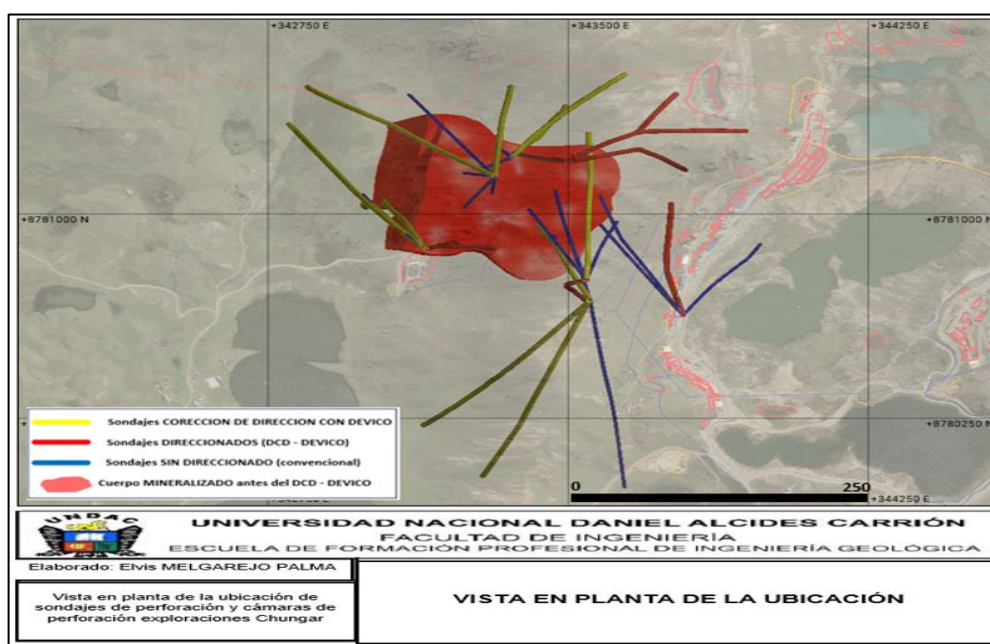 +342750 E
+343500 E
+344250 E
+8781000 N
+8781000 N
+8780250 N
Sondajes CORECCION DE DIRECCION CON DEVICO
Sondajes DIRECCIONADOS (DCD - DEVICO)
Sondajes SIN DIRECCIONADO (convencional)
Cuerpo MINERALIZADO antes del DCD - DEVICO
0
250
+344250 E
UNDAC
UNIVERSIDAD NACIONAL DANIEL ALCIDES CARRIÓN
FACULTAD DE INGENIERÍA
ESCUELA DE FORMACIÓN PROFESIONAL DE INGENIERÍA GEOLÓGICA
Elaborado: Elvis MELGAREJO PALMA
Vista en planta de la ubicación de
sondajes de perforación y cámaras de
perforación exploraciones Chungar
VISTA EN PLANTA DE LA UBICACIÓN